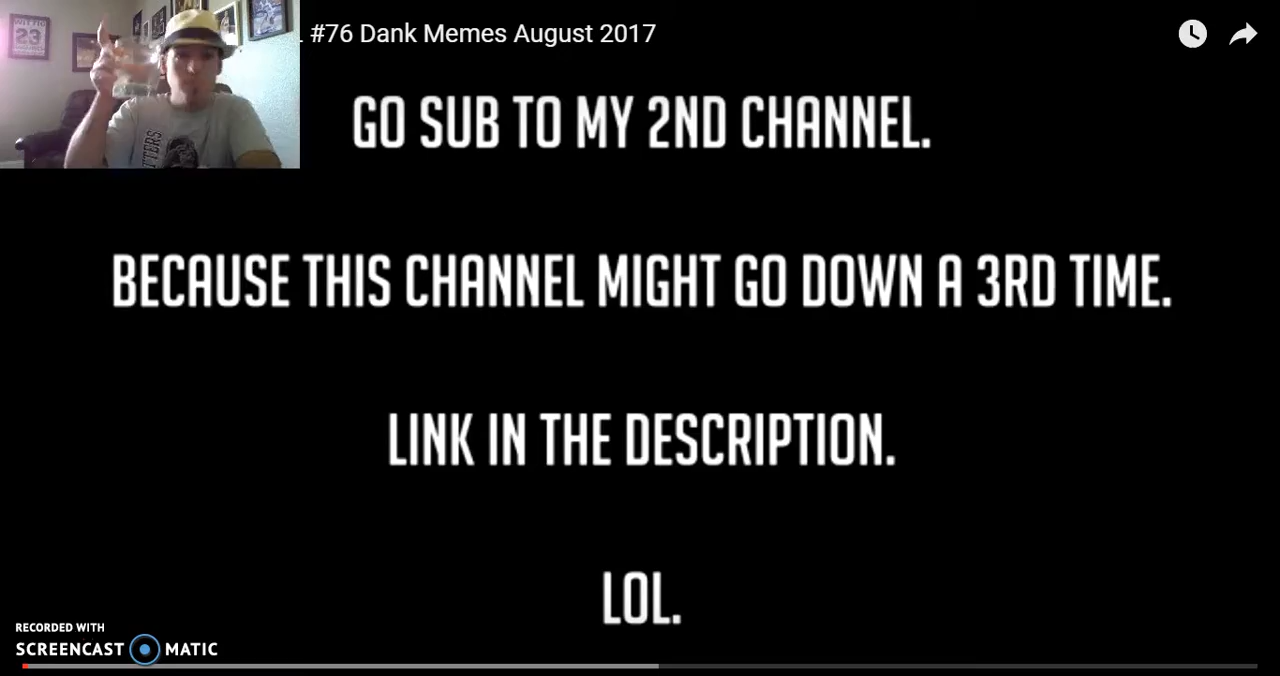 #76 Dank Memes August 2017
GO SUB TO MY 2ND CHANNEL.
BECAUSE THIS CHANNEL MIGHT GO DOWN A 3RD TIME.
LINK IN THE DESCRIPTION.
LOL.
RECORDED WITH
SCREENCAST MATIC
23